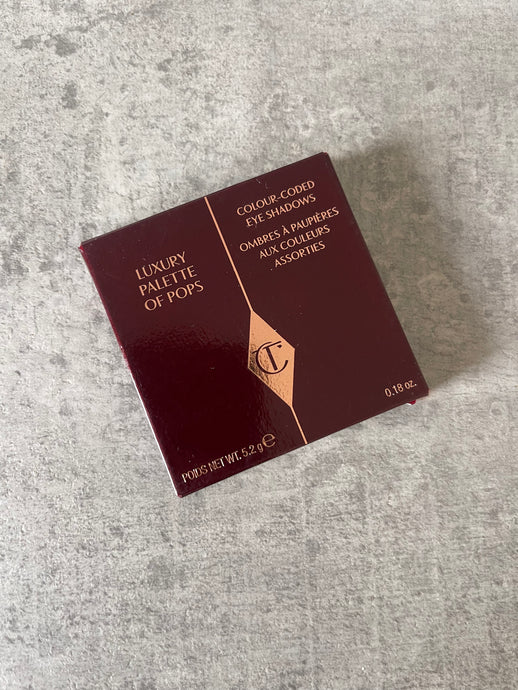 LUXURY
PALETTE
OF POPS
COLOUR-CODED
EYE SHADOWS
OMBRES À PAUPIÈRES
AUX COULEURS
ASSORTIES
CT
POIDS NET WT. 5.2 g ℮
0.18 oz.